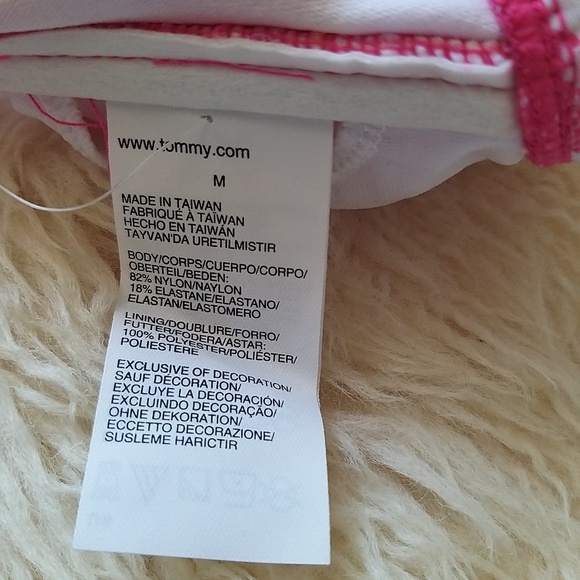 www.tommy.com
M
MADE IN TAIWAN
FABRIQUÉ À TAÏWAN
HECHO EN TAIWÁN
TAYVAN'DA URETILMISTIR
BODY/CORPS/CUERPO/CORPO/
OBERTEIL/BEDEN:
82% NYLON/NAYLON
18% ELASTANE/ELASTANO/
ELASTAN/ELASTOMERO
LINING/DOUBLURE/FORRO/
FUTTER/FODERA/ASTAR:
100% POLYESTER/POLIÉSTER/
POLIESTERE
EXCLUSIVE OF DECORATION/
SAUF DÉCORATION/
EXCLUYE LA DECORACIÓN/
EXCLUINDO DECORAÇÃO/
OHNE DEKORATION/
ECCETTO DECORAZIONE/
SUSLEME HARICTIR